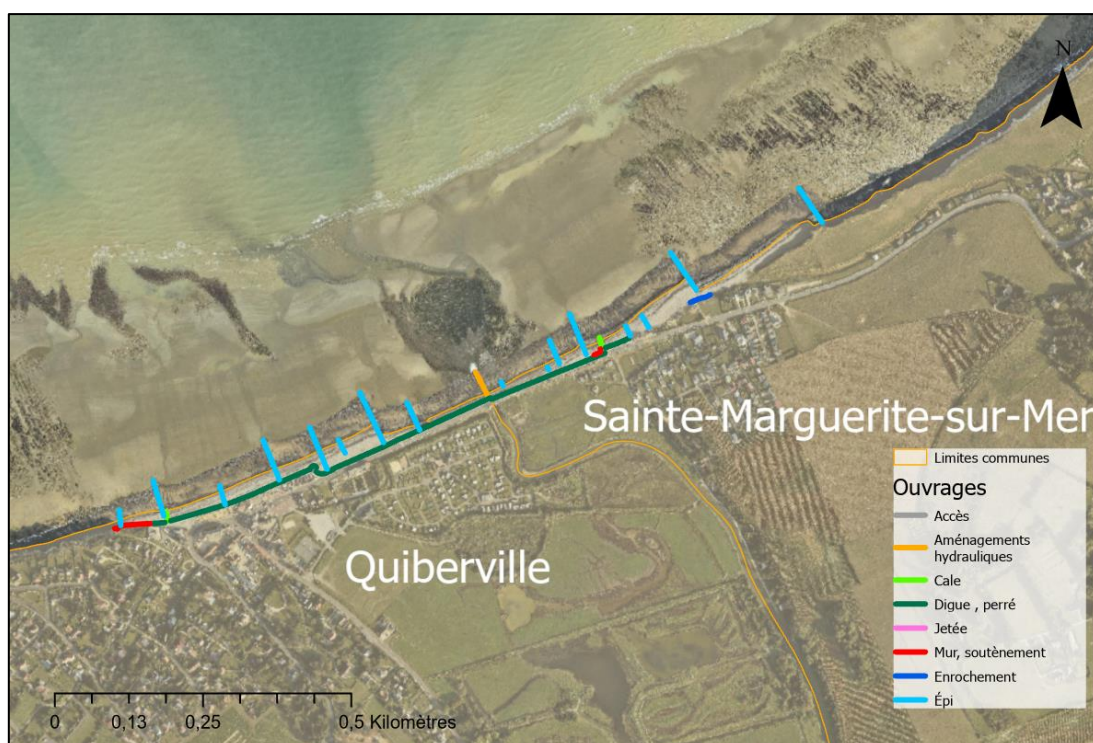 N
Sainte-Marguerite-sur-Mer
Quiberville
Limites communes
Ouvrages
Accès
Aménagements
hydrauliques
Cale
Digue , perré
Jetée
Mur, soutènement
Enrochement
Épi
0 0,13 0,25 0,5 Kilomètres